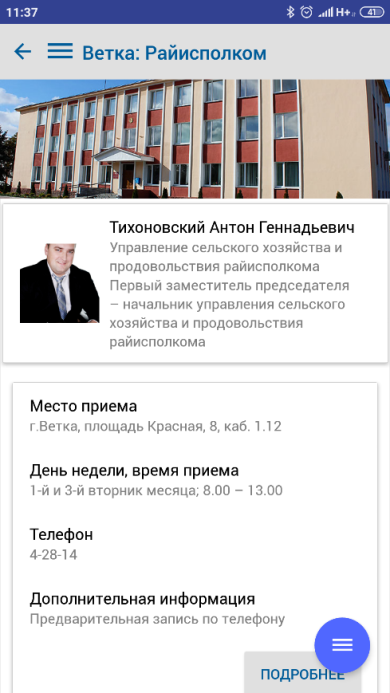 11:37
H+
41
Ветка: Райисполком
Тихоновский Антон Геннадьевич
Управление сельского хозяйства и
продовольствия райисполкома
Первый заместитель председателя
– начальник управления сельского
хозяйства и продовольствия
райисполкома
Место приема
г.Ветка, площадь Красная, 8, каб. 1.12
День недели, время приема
1-й и 3-й вторник месяца; 8.00 – 13.00
Телефон
4-28-14
Дополнительная информация
Предварительная запись по телефону
ПОДРОБНЕЕ